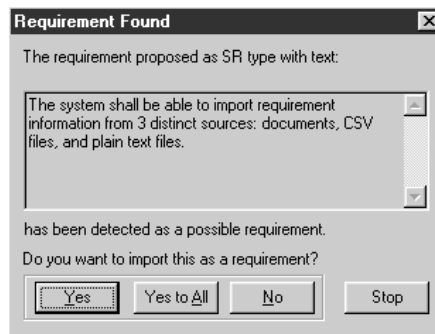 Requirement Found
The requirement proposed as SR type with text:
The system shall be able to import requirement
information from 3 distinct sources: documents, CSV
files, and plain text files.
has been detected as a possible requirement.
Do you want to import this as a requirement?
Yes Yes to All No Stop